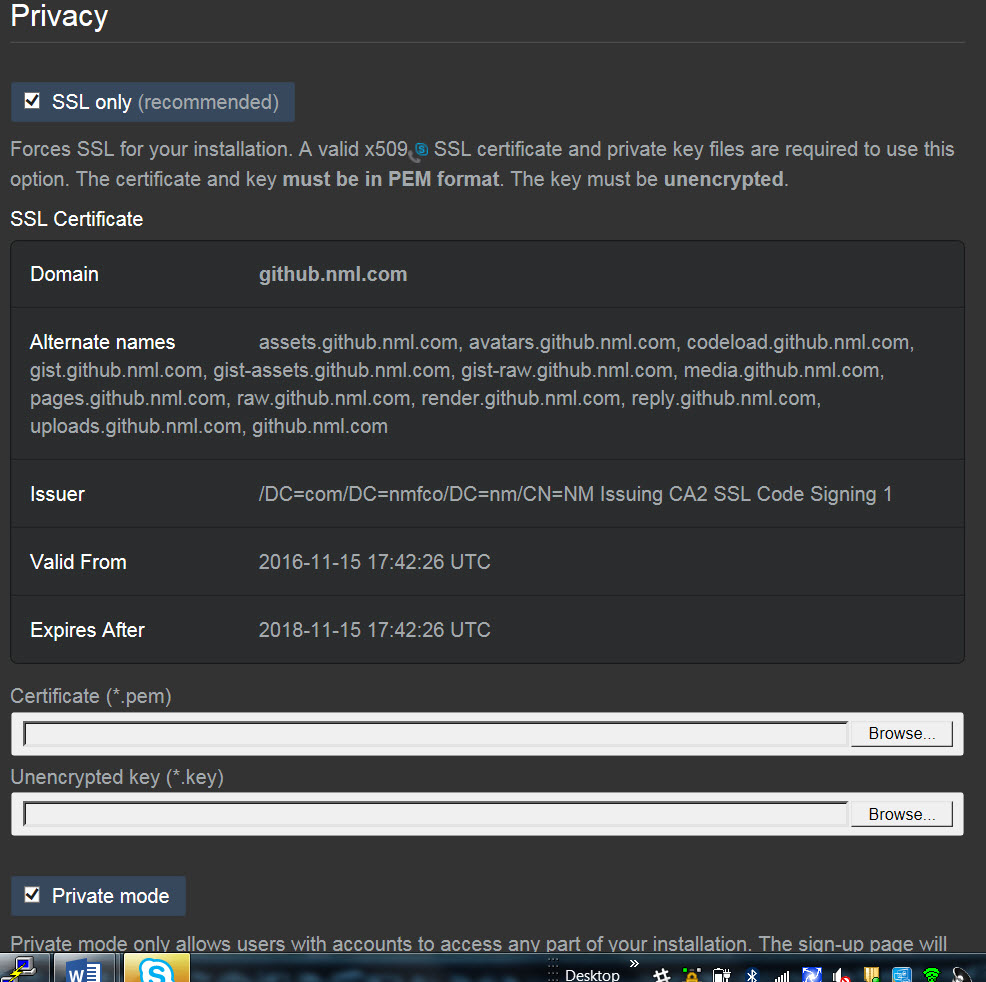 Privacy
SSL only (recommended)
Forces SSL for your installation. A valid x509 SSL certificate and private key files are required to use this
option. The certificate and key must be in PEM format. The key must be unencrypted.
SSL Certificate
Domain github.nml.com
Alternate names assets.github.nml.com, avatars.github.nml.com, codeload.github.nml.com,
gist.github.nml.com, gist-assets.github.nml.com, gist-raw.github.nml.com, media.github.nml.com,
pages.github.nml.com, raw.github.nml.com, render.github.nml.com, reply.github.nml.com,
uploads.github.nml.com, github.nml.com
Issuer /DC=com/DC=nmfco/DC=nm/CN=NM Issuing CA2 SSL Code Signing 1
Valid From 2016-11-15 17:42:26 UTC
Expires After 2018-11-15 17:42:26 UTC
Certificate (*.pem)
Browse...
Unencrypted key (*.key)
Browse...
Private mode
Private mode only allows users with accounts to access any part of your installation. The sign-up page will
Desktop »